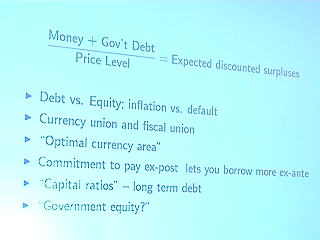 Money + Gov't Debt
Price Level
= Expected discounted surpluses
Debt vs. Equity; inflation vs. default
Currency union and fiscal union
"Optimal currency area"
Commitment to pay ex-post lets you borrow more ex-ante
"Capital ratios" – long term debt
"Government equity?"